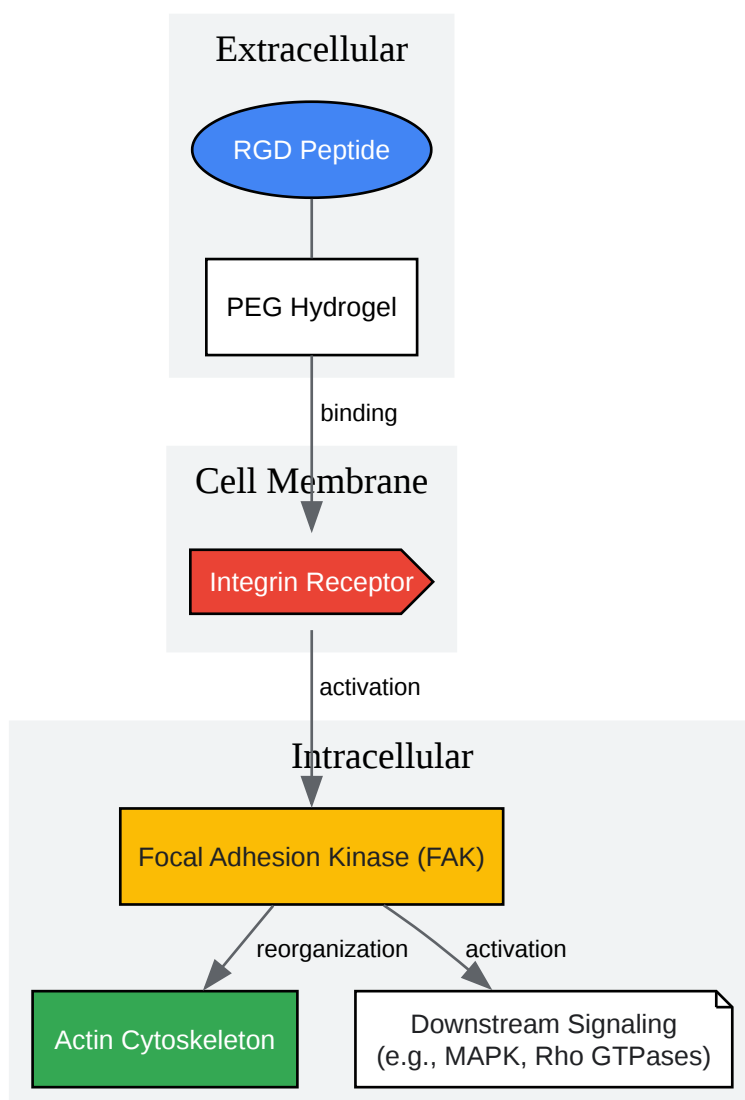 Extracellular
RGD Peptide
PEG Hydrogel
binding
Cell Membrane
Integrin Receptor
activation
Intracellular
Focal Adhesion Kinase (FAK)
reorganization
activation
Actin Cytoskeleton
Downstream Signaling
(e.g., MAPK, Rho GTPases)